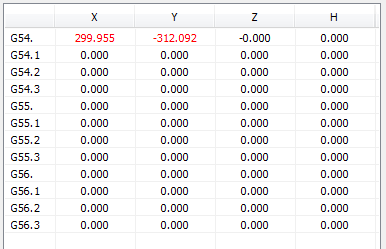 X Y Z H
G54. 299.955 -312.092 -0.000 0.000
G54.1 0.000 0.000 0.000 0.000
G54.2 0.000 0.000 0.000 0.000
G54.3 0.000 0.000 0.000 0.000
G55. 0.000 0.000 0.000 0.000
G55.1 0.000 0.000 0.000 0.000
G55.2 0.000 0.000 0.000 0.000
G55.3 0.000 0.000 0.000 0.000
G56. 0.000 0.000 0.000 0.000
G56.1 0.000 0.000 0.000 0.000
G56.2 0.000 0.000 0.000 0.000
G56.3 0.000 0.000 0.000 0.000